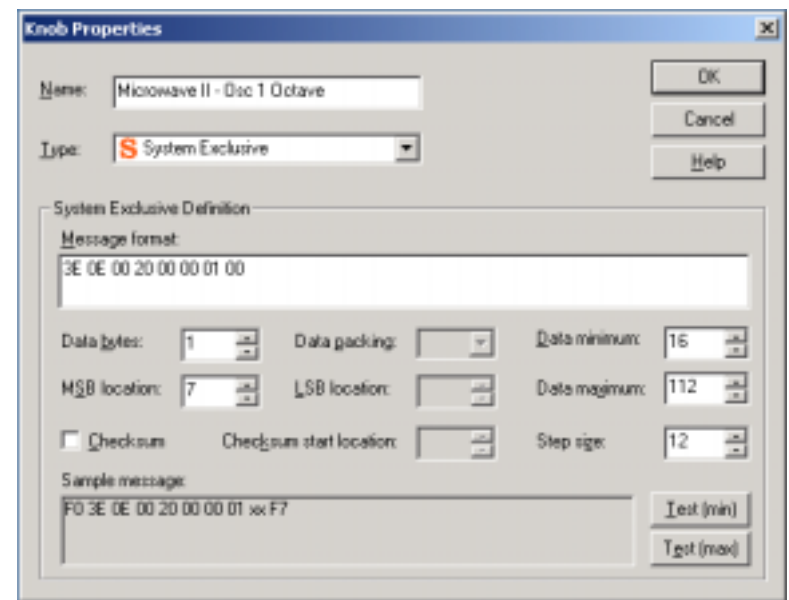 Knob Properties
Name: Microwave II - Osc 1 Octave
OK
Cancel
Type: S System Exclusive
Help
System Exclusive Definition
Message format:
3E 0E 00 20 00 00 01 00
Data bytes: 1 Data packing: Data minimum: 16
MSB location: 7 LSB location: Data maximum: 112
Checksum Checksum start location: Step size: 12
Sample message:
F0 3E 0E 00 20 00 00 01 xx F7
Test (min)
Test (max)